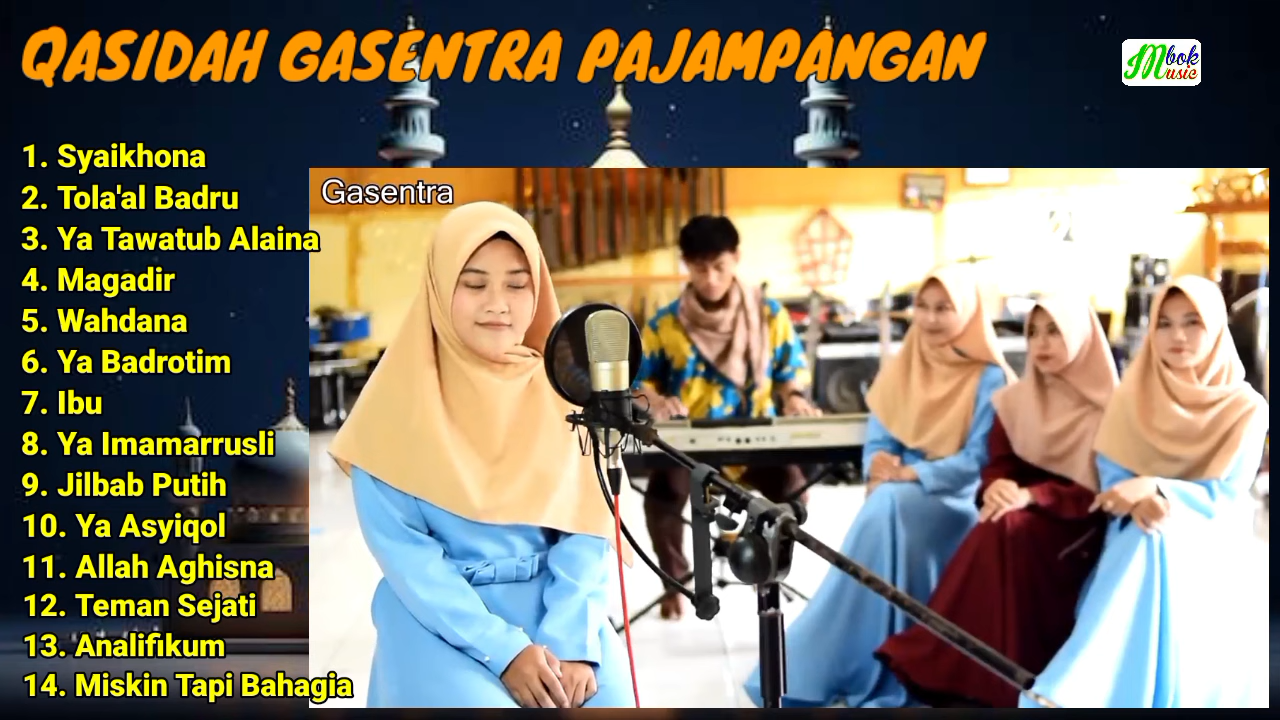 QASIDAH GASENTRA PAJAMPANGAN
Mbok
Music
1. Syaikhona
2. Tola'al Badru
3. Ya Tawatub Alaina
4. Magadir
5. Wahdana
6. Ya Badrotim
7. Ibu
8. Ya Imamarrusli
9. Jilbab Putih
10. Ya Asyiqol
11. Allah Aghisna
12. Teman Sejati
13. Analifikum
14. Miskin Tapi Bahagia
Gasentra